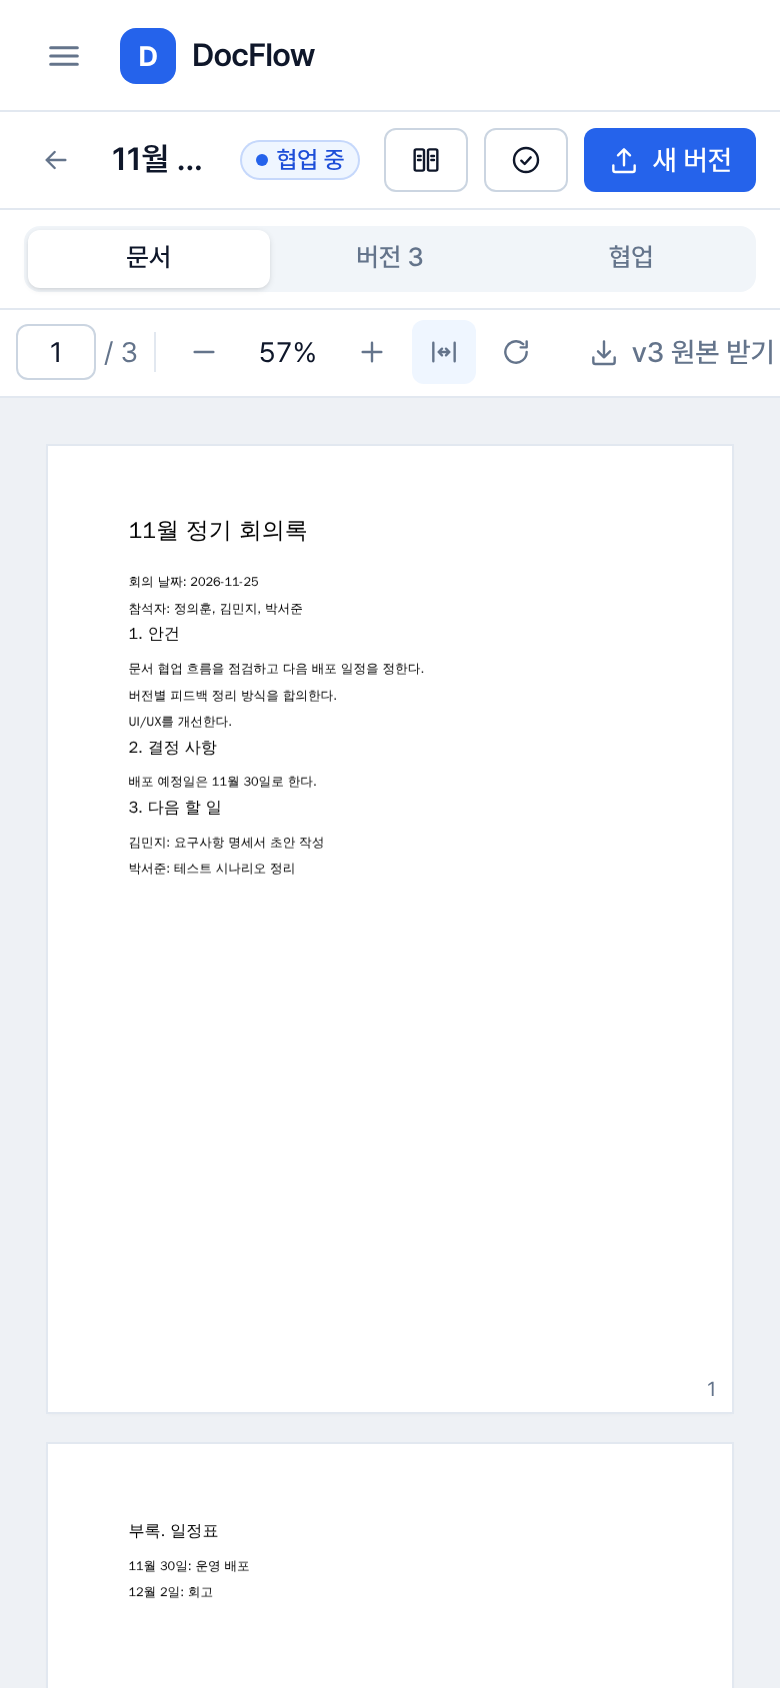 D DocFlow
11월 ... 협업 중 새 버전
문서 버전 3 협업
1 / 3 57% v3 원본 받기
11월 정기 회의록
회의 날짜: 2026-11-25
참석자: 정의훈, 김민지, 박서준
1. 안건
문서 협업 흐름을 점검하고 다음 배포 일정을 정한다.
버전별 피드백 정리 방식을 합의한다.
UI/UX를 개선한다.
2. 결정 사항
배포 예정일은 11월 30일로 한다.
3. 다음 할 일
김민지: 요구사항 명세서 초안 작성
박서준: 테스트 시나리오 정리
1
부록. 일정표
11월 30일: 운영 배포
12월 2일: 회고